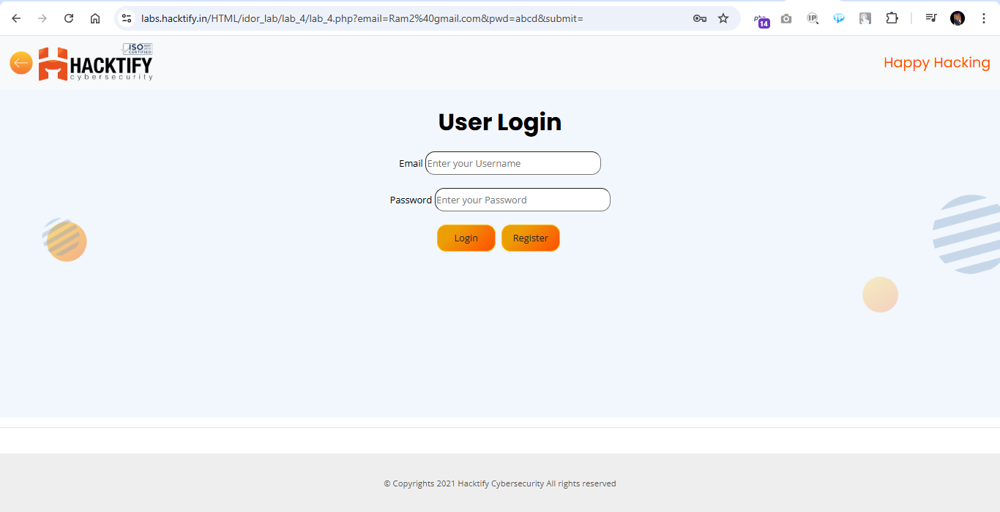 labs.hacktify.in/HTML/idor_lab/lab_4/lab_4.php?email=Ram2%40gmail.com&pwd=abcd&submit=
14
IP
ISO
CERTIFIED
HACKTIFY
cybersecurity
Happy Hacking
User Login
Email Enter your Username
Password Enter your Password
Login Register
© Copyrights 2021 Hacktify Cybersecurity All rights reserved